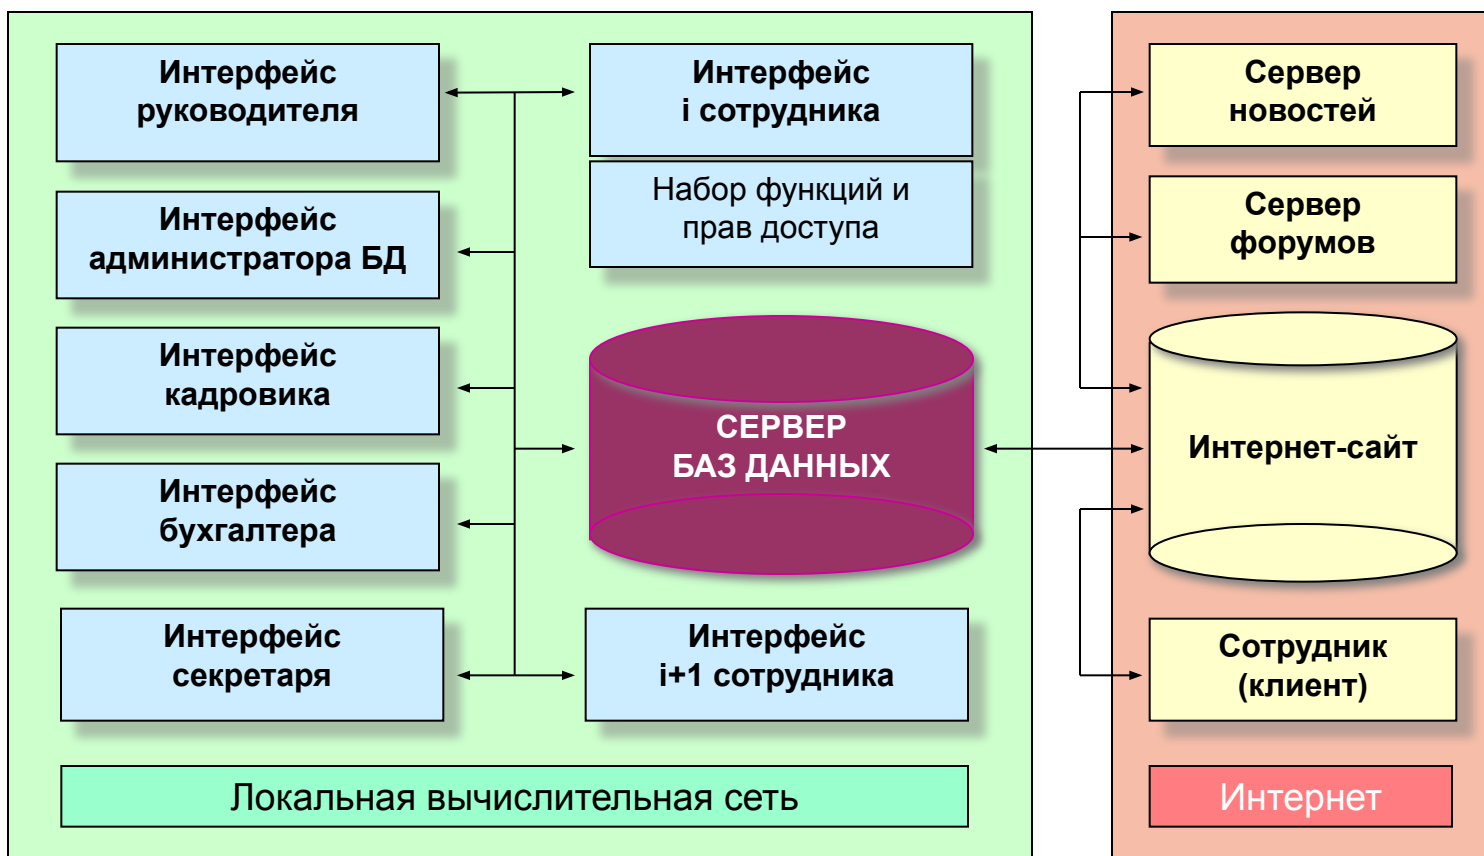 Интерфейс
руководителя
Интерфейс
администратора БД
Интерфейс
кадровика
Интерфейс
бухгалтера
Интерфейс
секретаря
Интерфейс
i сотрудника
Набор функций и
прав доступа
СЕРВЕР
БАЗ ДАННЫХ
Интерфейс
i+1 сотрудника
Локальная вычислительная сеть
Сервер
новостей
Сервер
форумов
Интернет-сайт
Сотрудник
(клиент)
Интернет